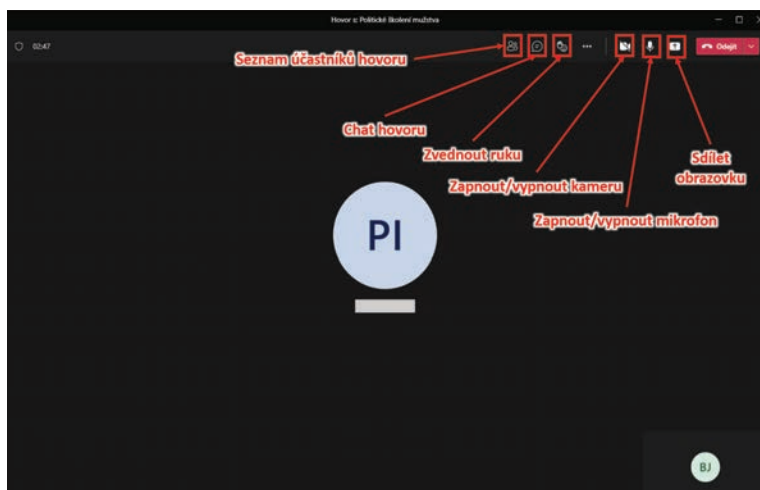 Hovor s: Politické školení mužstva
02:47
Odejít
Seznam účastníků hovoru
Chat hovoru
Zvednout ruku
Sdílet
obrazovku
Zapnout/vypnout kameru
Zapnout/vypnout mikrofon
PI
BJ